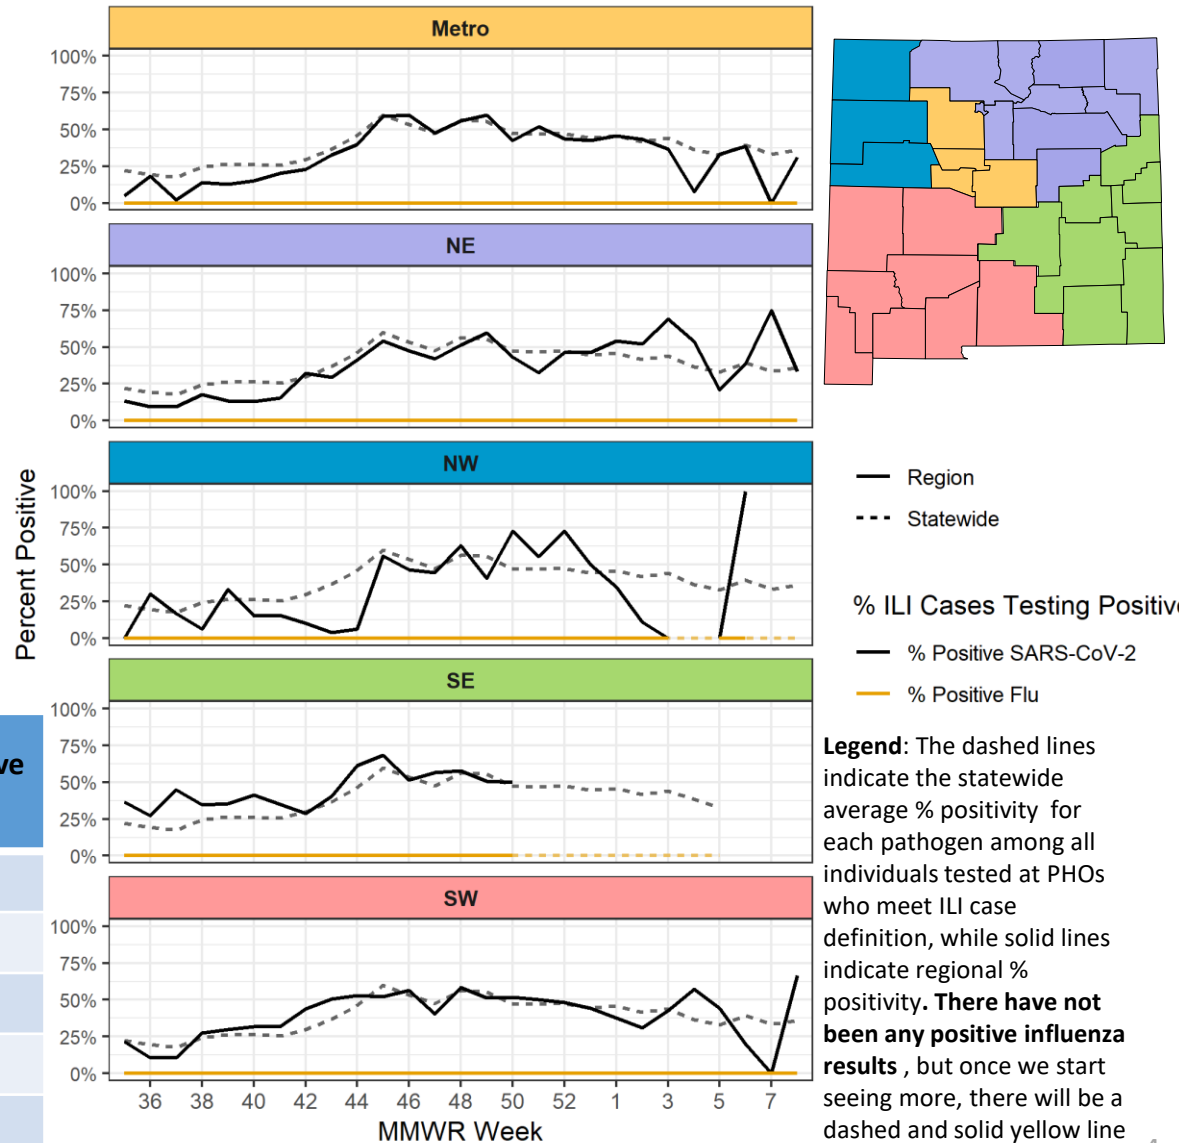 Metro
100%
75%
50%
25%
0%
NE
100%
75%
50%
25%
0%
NW
100%
75%
50%
25%
0%
SE
100%
75%
50%
25%
0%
SW
100%
75%
50%
25%
0%
Percent Positive
36 38 40 42 44 46 48 50 52 1 3 5 7
MMWR Week
ve
Region
Statewide
% ILI Cases Testing Positive
% Positive SARS-CoV-2
% Positive Flu
Legend: The dashed lines
indicate the statewide
average % positivity for
each pathogen among all
individuals tested at PHOs
who meet ILI case
definition, while solid lines
indicate regional %
positivity. There have not
been any positive influenza
results , but once we start
seeing more, there will be a
dashed and solid yellow line